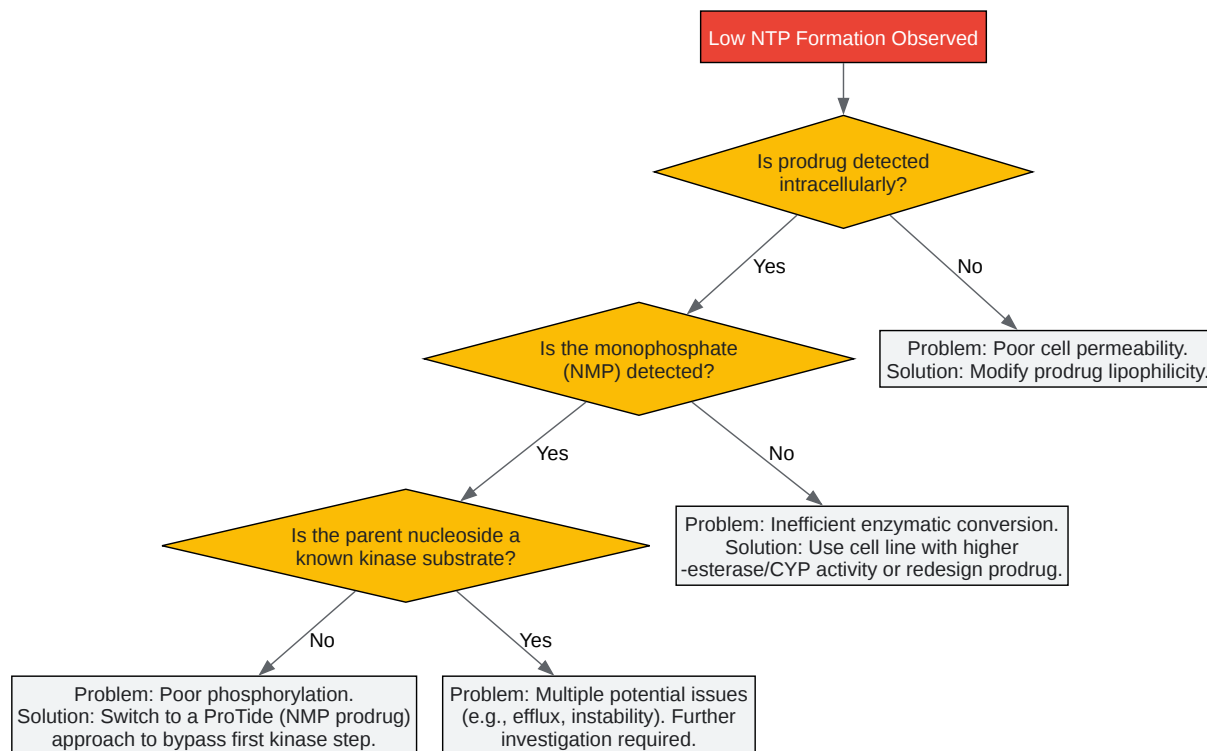 Low NTP Formation Observed
Is prodrug detected
intracellularly?
Yes
No
Is the monophosphate
(NMP) detected?
Problem: Poor cell permeability.
Solution: Modify prodrug lipophilicity.
Yes
No
Is the parent nucleoside a
known kinase substrate?
Problem: Inefficient enzymatic conversion.
Solution: Use cell line with higher
-esterase/CYP activity or redesign prodrug.
No
Yes
Problem: Poor phosphorylation.
Solution: Switch to a ProTide (NMP prodrug)
approach to bypass first kinase step.
Problem: Multiple potential issues
(e.g., efflux, instability). Further
investigation required.